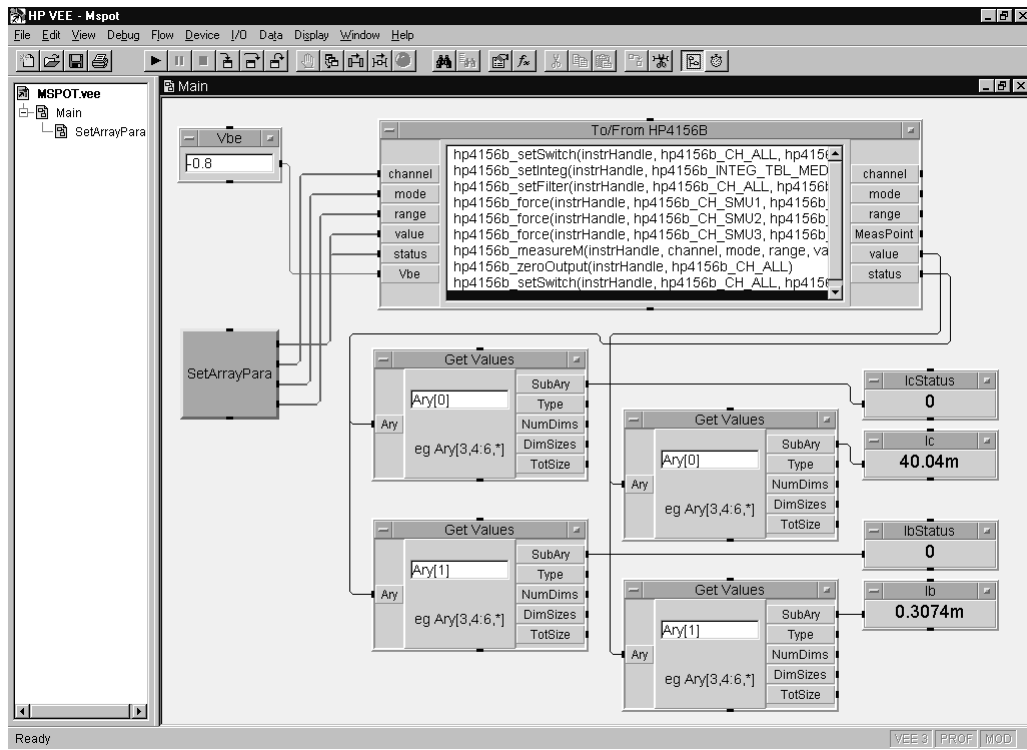 HP VEE - Mspot
File Edit View Debug Flow Device I/O Data Display Window Help
MSPOT.vee
Main
SetArrayPara
Main
Vbe
-0.8
To/From HP4156B
channel
mode
range
value
status
Vbe
hp4156b_setSwitch(instrHandle, hp4156b_CH_ALL, hp4156
hp4156b_setInteg(instrHandle, hp4156b_INTEG_TBL_MED
hp4156b_setFilter(instrHandle, hp4156b_CH_ALL, hp4156b
hp4156b_force(instrHandle, hp4156b_CH_SMU1, hp4156b_
hp4156b_force(instrHandle, hp4156b_CH_SMU2, hp4156b_
hp4156b_force(instrHandle, hp4156b_CH_SMU3, hp4156b_
hp4156b_measureM(instrHandle, channel, mode, range, va
hp4156b_zeroOutput(instrHandle, hp4156b_CH_ALL)
hp4156b_setSwitch(instrHandle, hp4156b_CH_ALL, hp4156
channel
mode
range
MeasPoint
value
status
SetArrayPara
Get Values
Ary
Ary[0]
eg Ary[3,4:6,*]
SubAry
Type
NumDims
DimSizes
TotSize
Get Values
Ary
Ary[0]
eg Ary[3,4:6,*]
SubAry
Type
NumDims
DimSizes
TotSize
IcStatus
0
Ic
40.04m
Get Values
Ary
Ary[1]
eg Ary[3,4:6,*]
SubAry
Type
NumDims
DimSizes
TotSize
Get Values
Ary
Ary[1]
eg Ary[3,4:6,*]
SubAry
Type
NumDims
DimSizes
TotSize
IbStatus
0
Ib
0.3074m
Ready
VEE 3 PROF MOD